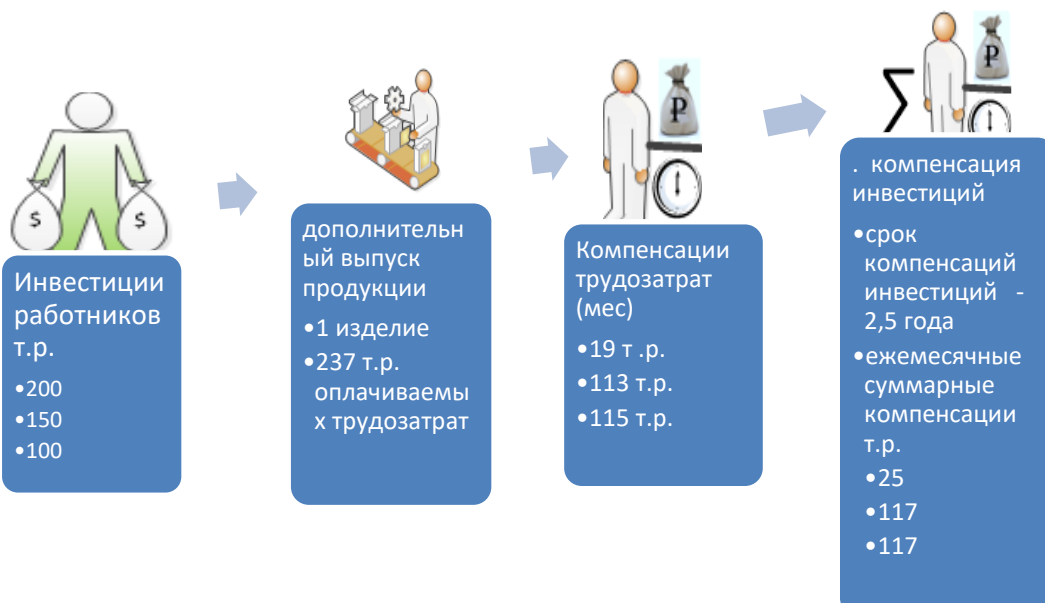 Инвестиции
работников
т.р.
•200
•150
•100
дополнительн
ый выпуск
продукции
•1 изделие
•237 т.р.
оплачиваемы
х трудозатрат
Компенсации
трудозатрат
(мес)
•19 т .р.
•113 т.р.
•115 т.р.
. компенсация
инвестиций
•срок
компенсаций
инвестиций -
2,5 года
•ежемесячные
суммарные
компенсации
т.р.
•25
•117
•117
$
$
₽
Σ
₽